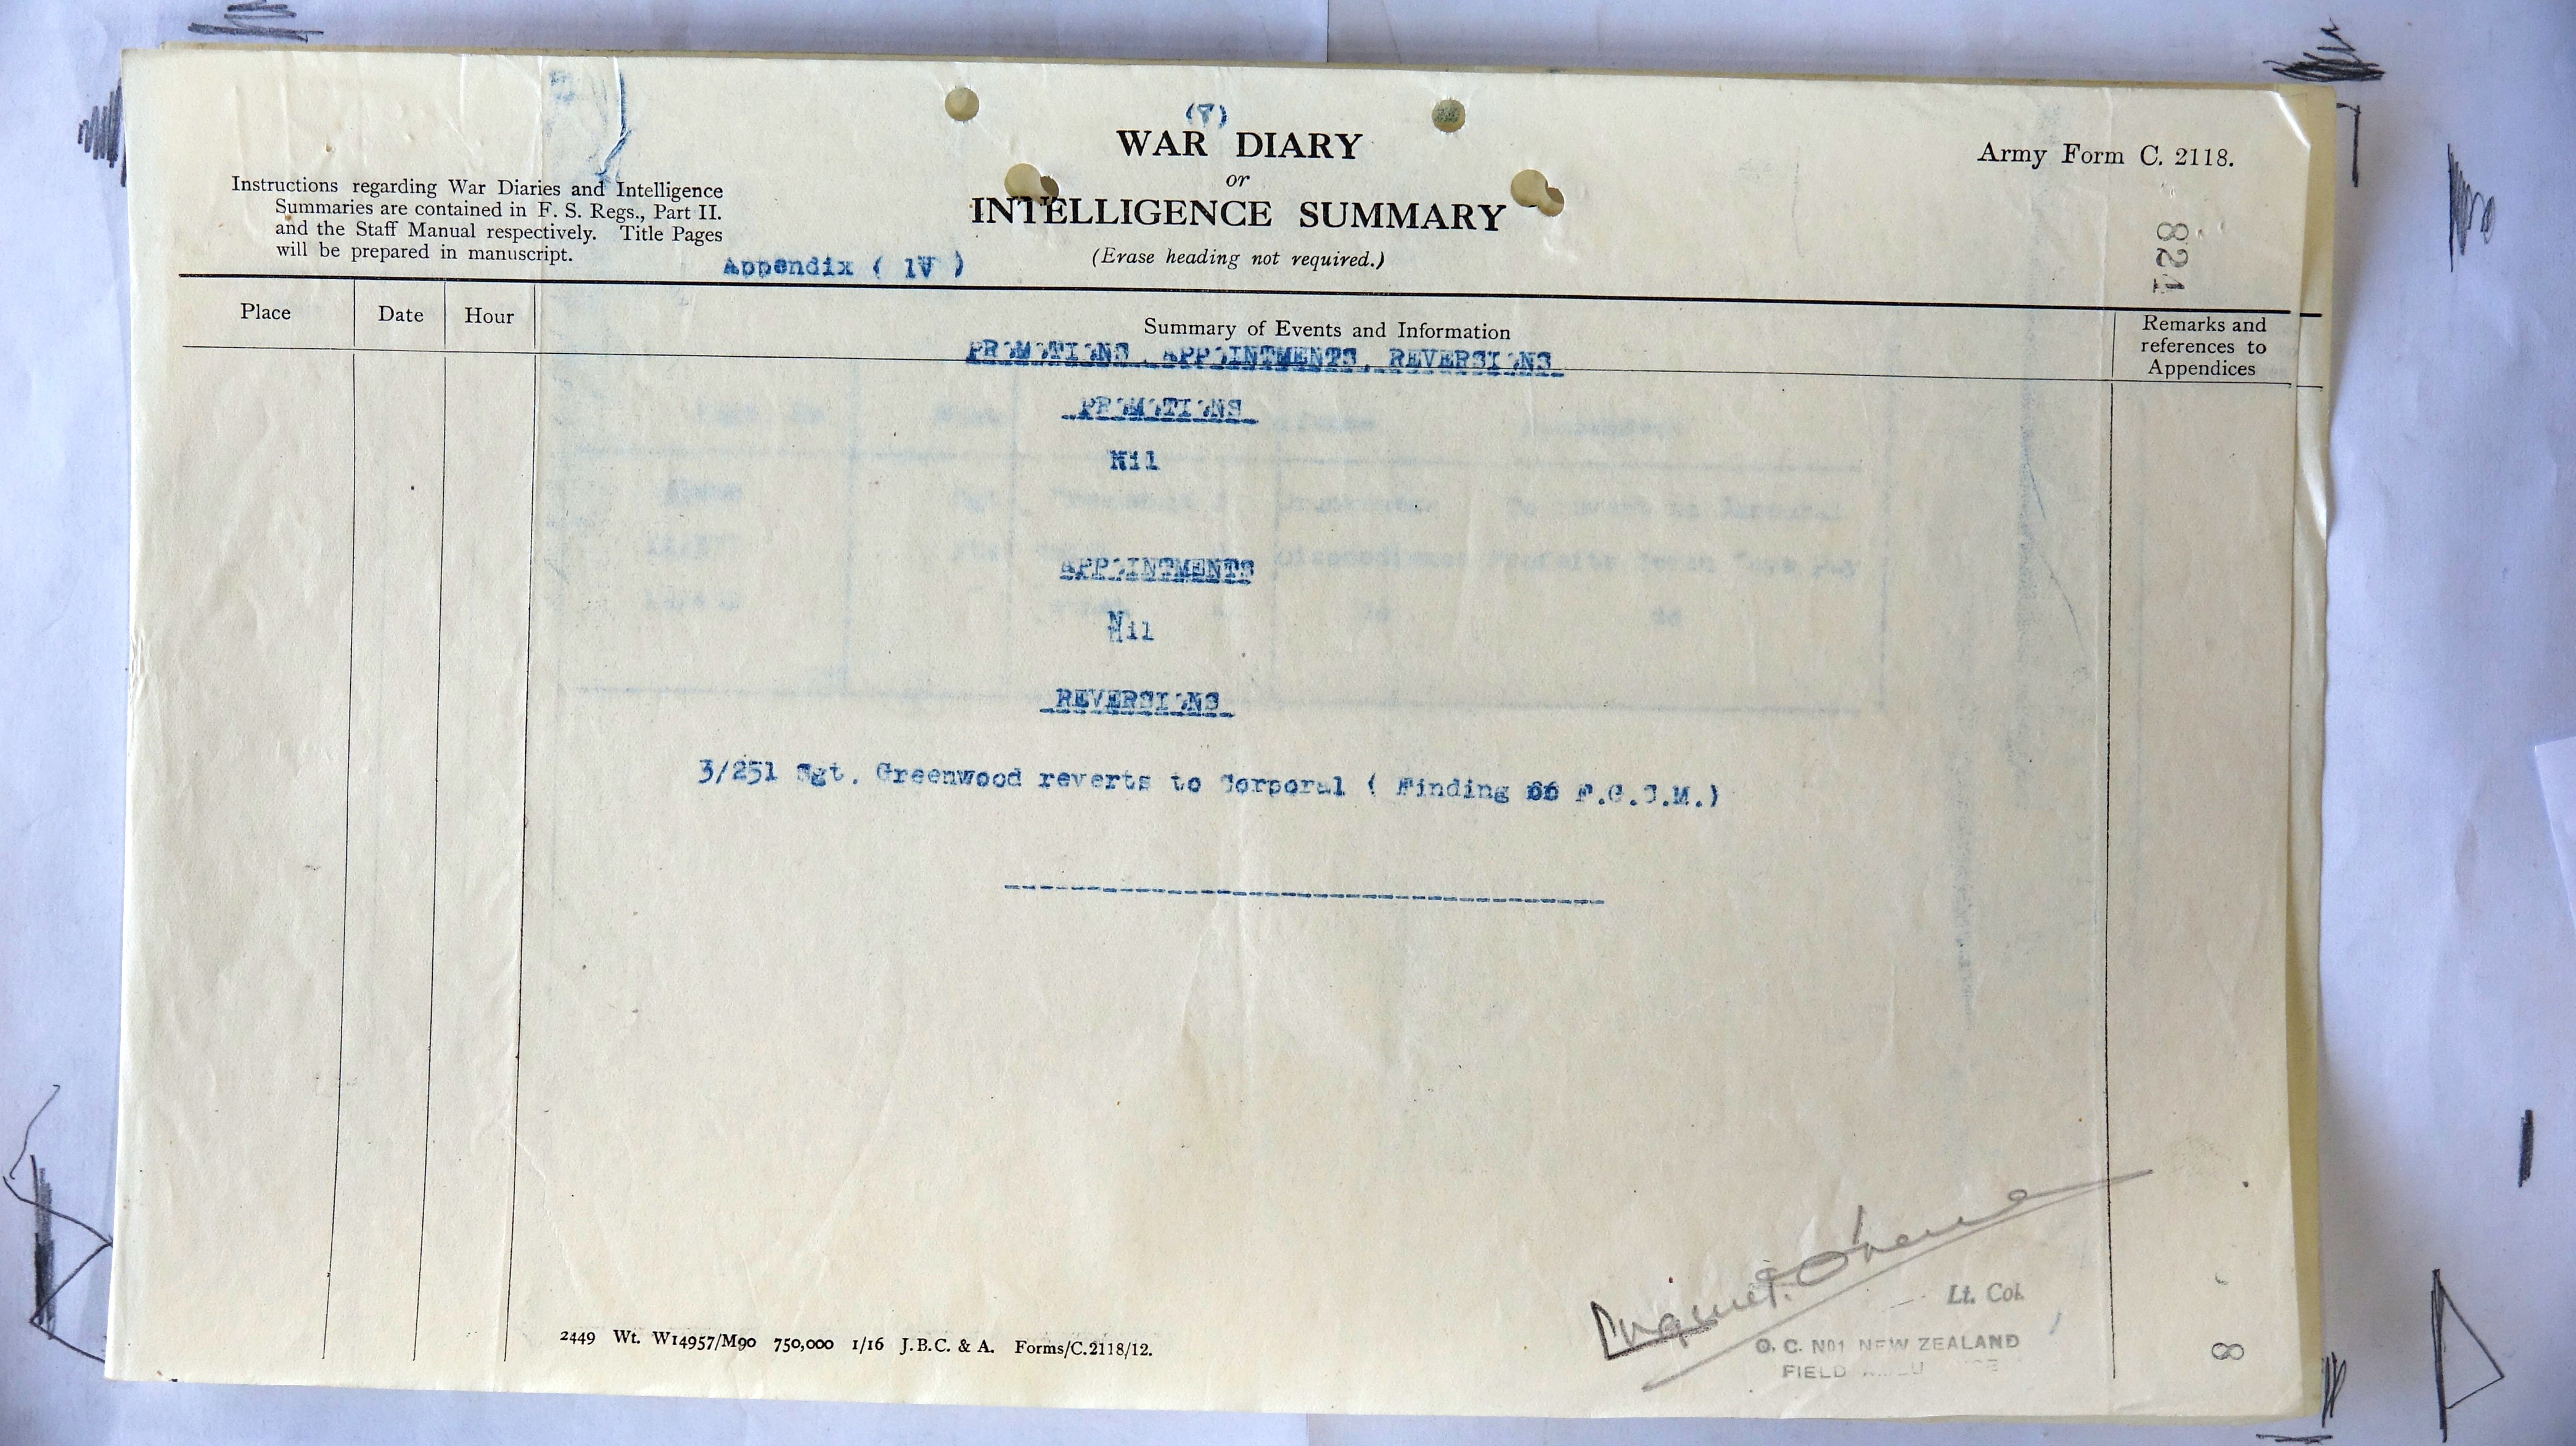 (V)
WAR DIARY
or
INTELLIGENCE SUMMARY
(Erase heading not required.)
Army Form C. 2118.
Instructions regarding War Diaries and Intelligence
Summaries are contained in F. S. Regs., Part II.
and the Staff Manual respectively. Title Pages
will be prepared in manuscript.
Appendix ( 1V )
821
Place
Date
Hour
Summary of Events and Information
Remarks and
references to
Appendices
PROMOTIONS . APPOINTMENTS. REVERSIONS
PROMOTIONS
Nil
APPOINTMENTS
Nil
REVERSIONS
3/251 Sgt. Greenwood reverts to Corporal ( Finding of F.G.C.M.)
Lt. Col.
O. C. No1 NEW ZEALAND
FIELD
2449 Wt. W14957/M90 750,000 1/16 J.B.C. & A. Forms/C.2118/12.
8